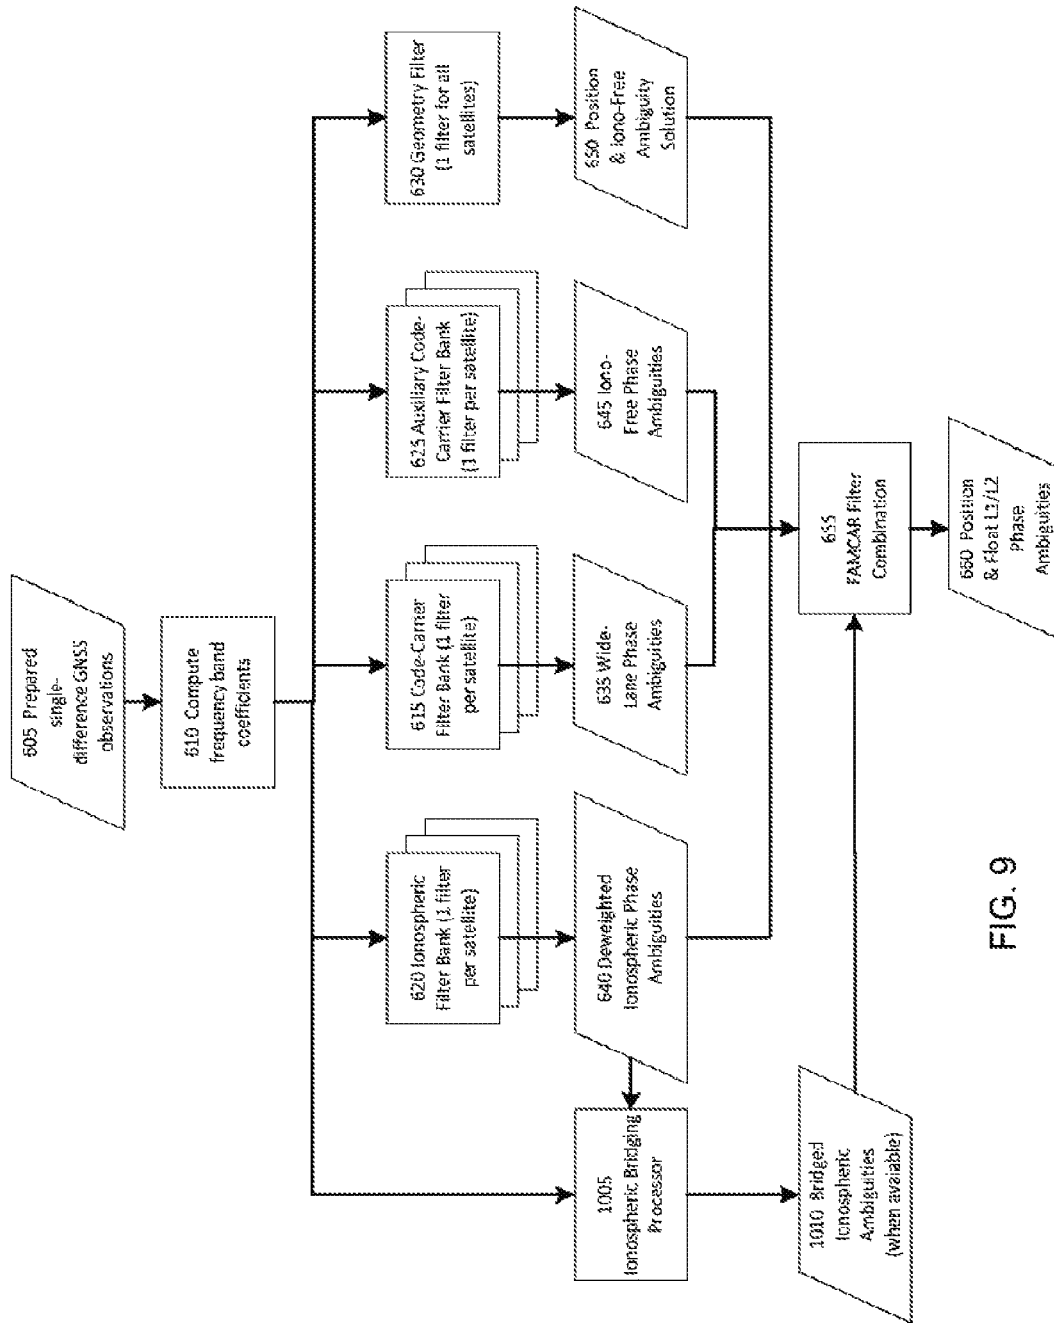 605 Prepared
single-
difference GNSS
observations
610 Compute
frequency band
coefficients
620 Ionospheric
Filter Bank (1 filter
per satellite)
615 Code-Carrier
Filter Bank (1 filter
per satellite)
625 Auxiliary Code-
Carrier Filter Bank
(1 filter per satellite)
630 Geometry Filter
(1 filter for all
satellites)
1005
Ionospheric Bridging
Processor
640 Deweighted
Ionospheric Phase
Ambiguities
635 Wide-
Lane Phase
Ambiguities
645 Iono-
Free Phase
Ambiguities
650 Position
& Iono-Free
Ambiguity
Solution
1010 Bridged
Ionospheric
Ambiguities
(when available)
655
FAMCAR Filter
Combination
660 Position
& Float L1/L2
Phase
Ambiguities
FIG. 9